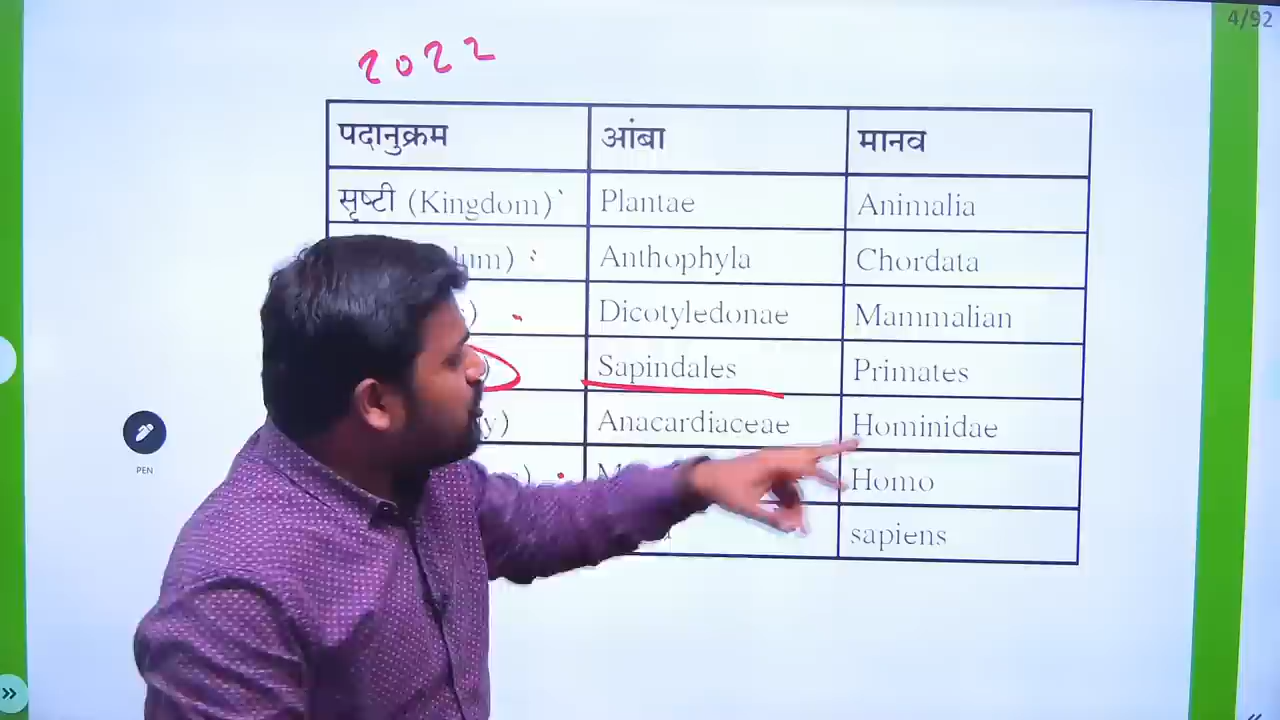 4/92
2022
पदानुक्रम आंबा मानव
सृष्टी (Kingdom) Plantae Animalia
Anthophyla Chordata
Dicotyledonae Mammalian
Sapindales Primates
Anacardiaceae Hominidae
Homo
sapiens
PEN